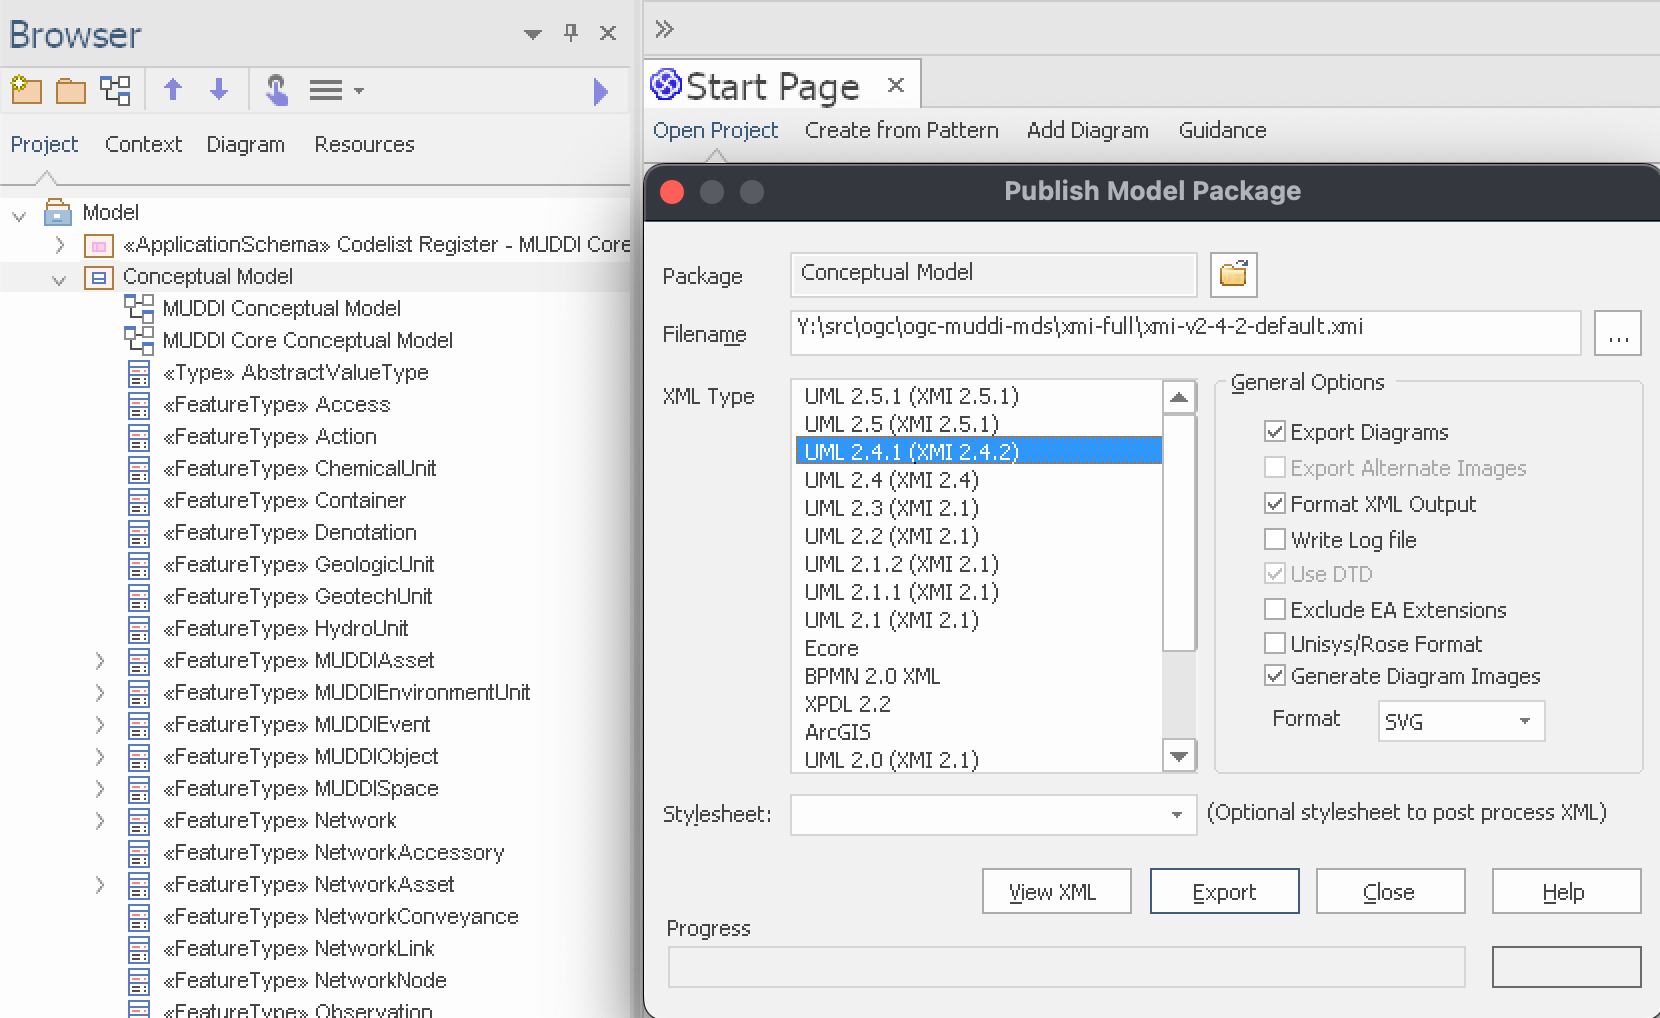 Browser
Project Context Diagram Resources
Model
«ApplicationSchema» Codelist Register - MUDDI Core
Conceptual Model
MUDDI Conceptual Model
MUDDI Core Conceptual Model
«Type» AbstractValueType
«FeatureType» Access
«FeatureType» Action
«FeatureType» ChemicalUnit
«FeatureType» Container
«FeatureType» Denotation
«FeatureType» GeologicUnit
«FeatureType» GeotechUnit
«FeatureType» HydroUnit
«FeatureType» MUDDIAsset
«FeatureType» MUDDIEnvironmentUnit
«FeatureType» MUDDIEvent
«FeatureType» MUDDIObject
«FeatureType» MUDDISpace
«FeatureType» Network
«FeatureType» NetworkAccessory
«FeatureType» NetworkAsset
«FeatureType» NetworkConveyance
«FeatureType» NetworkLink
«FeatureType» NetworkNode
«FeatureType» Observation
Start Page
Open Project Create from Pattern Add Diagram Guidance
Publish Model Package
Package Conceptual Model
Filename Y:\src\ogc\ogc-muddi-mds\xmi-full\xmi-v2-4-2-default.xmi ...
XML Type
UML 2.5.1 (XMI 2.5.1)
UML 2.5 (XMI 2.5.1)
UML 2.4.1 (XMI 2.4.2)
UML 2.4 (XMI 2.4)
UML 2.3 (XMI 2.1)
UML 2.2 (XMI 2.1)
UML 2.1.2 (XMI 2.1)
UML 2.1.1 (XMI 2.1)
UML 2.1 (XMI 2.1)
Ecore
BPMN 2.0 XML
XPDL 2.2
ArcGIS
UML 2.0 (XMI 2.1)
General Options
Export Diagrams
Export Alternate Images
Format XML Output
Write Log file
Use DTD
Exclude EA Extensions
Unisys/Rose Format
Generate Diagram Images
Format SVG
Stylesheet: (Optional stylesheet to post process XML)
View XML Export Close Help
Progress